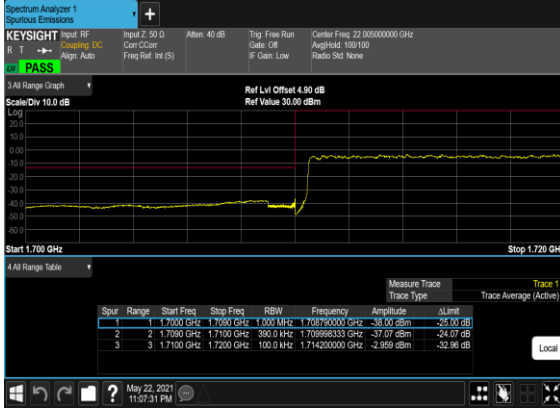 Spectrum Analyzer 1
Spurious Emissions
KEYSIGHT Input: RF Input Z: 50 Ω Atten: 40 dB Trig: Free Run Center Freq: 22.005000000 GHz
R T Coupling: DC Corr CCorr Gate: Off Avg|Hold: 100/100
Align: Auto Freq Ref: Int (S) IF Gain: Low Radio Std: None
LXI PASS
3 All Range Graph
Ref Lvl Offset 4.90 dB
Scale/Div 10.0 dB Ref Value 30.00 dBm
Log
20.0
10.0
0.00
-10.0
-20.0
-30.0
-40.0
-50.0
-60.0
Start 1.700 GHz Stop 1.720 GH
4 All Range Table
Measure Trace Trace 1
Trace Type Trace Average (Active)
Spur Range Start Freq Stop Freq RBW Frequency Amplitude ΔLimit
1 1 1.7000 GHz 1.7090 GHz 1.000 MHz 1.708790000 GHz -38.00 dBm -25.00 dB
2 2 1.7090 GHz 1.7100 GHz 390.0 kHz 1.709998333 GHz -37.07 dBm -24.07 dB
3 3 1.7100 GHz 1.7200 GHz 100.0 kHz 1.714200000 GHz -2.959 dBm -32.96 dB
Local
May 22, 2021
11:07:31 PM